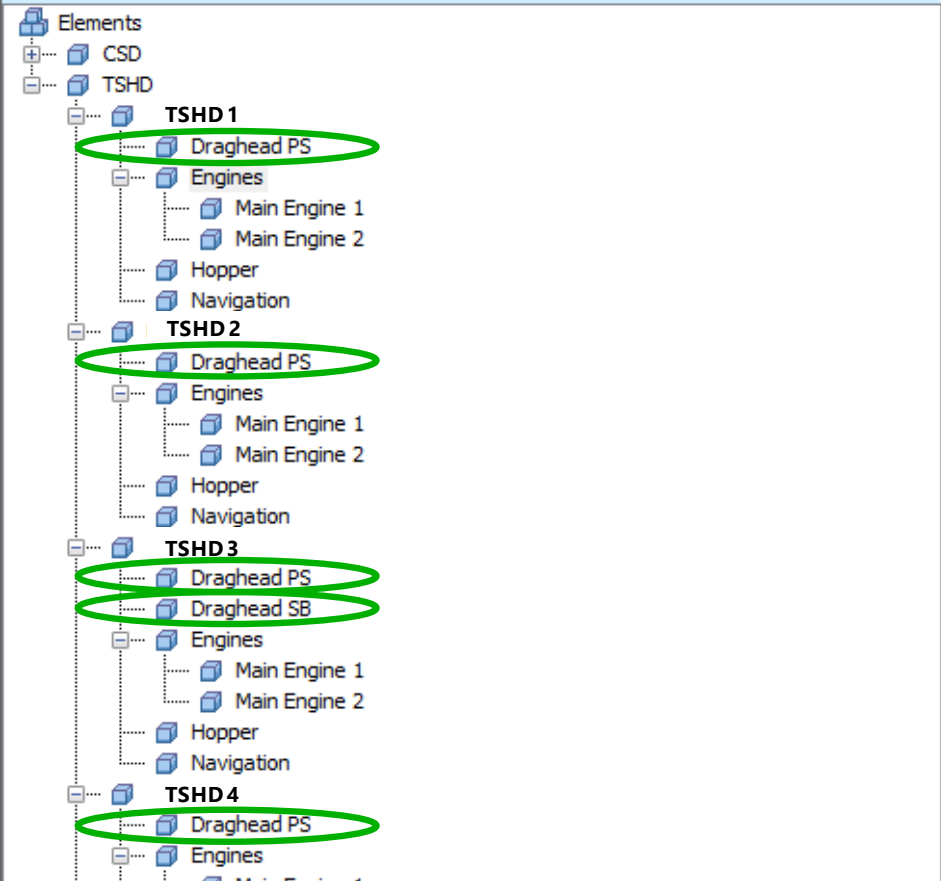 Elements
CSD
TSHD
TSHD 1
Draghead PS
Engines
Main Engine 1
Main Engine 2
Hopper
Navigation
TSHD 2
Draghead PS
Engines
Main Engine 1
Main Engine 2
Hopper
Navigation
TSHD 3
Draghead PS
Draghead SB
Engines
Main Engine 1
Main Engine 2
Hopper
Navigation
TSHD 4
Draghead PS
Engines